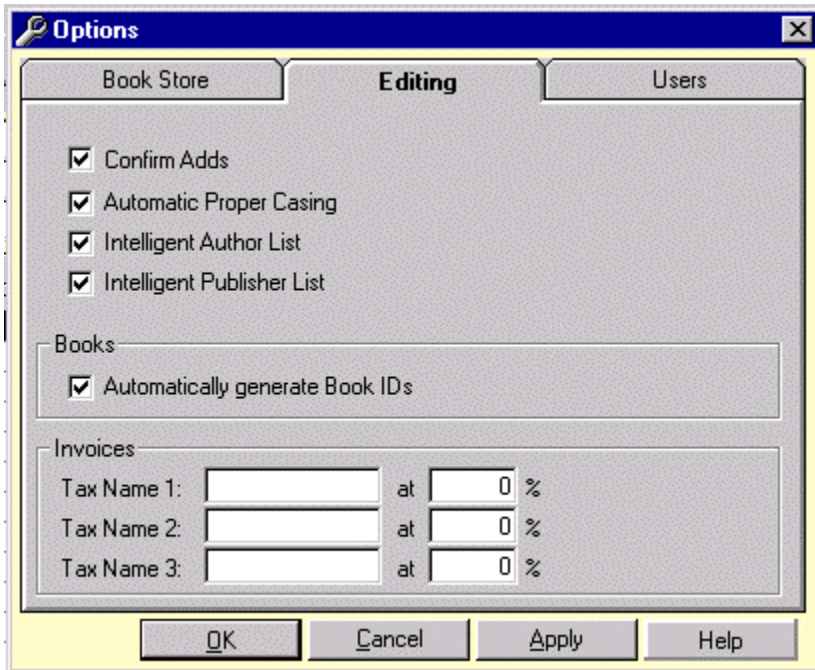 Options
Book Store Editing Users
Confirm Adds
Automatic Proper Casing
Intelligent Author List
Intelligent Publisher List
Books
Automatically generate Book IDs
Invoices
Tax Name 1: at 0 %
Tax Name 2: at 0 %
Tax Name 3: at 0 %
OK Cancel Apply Help